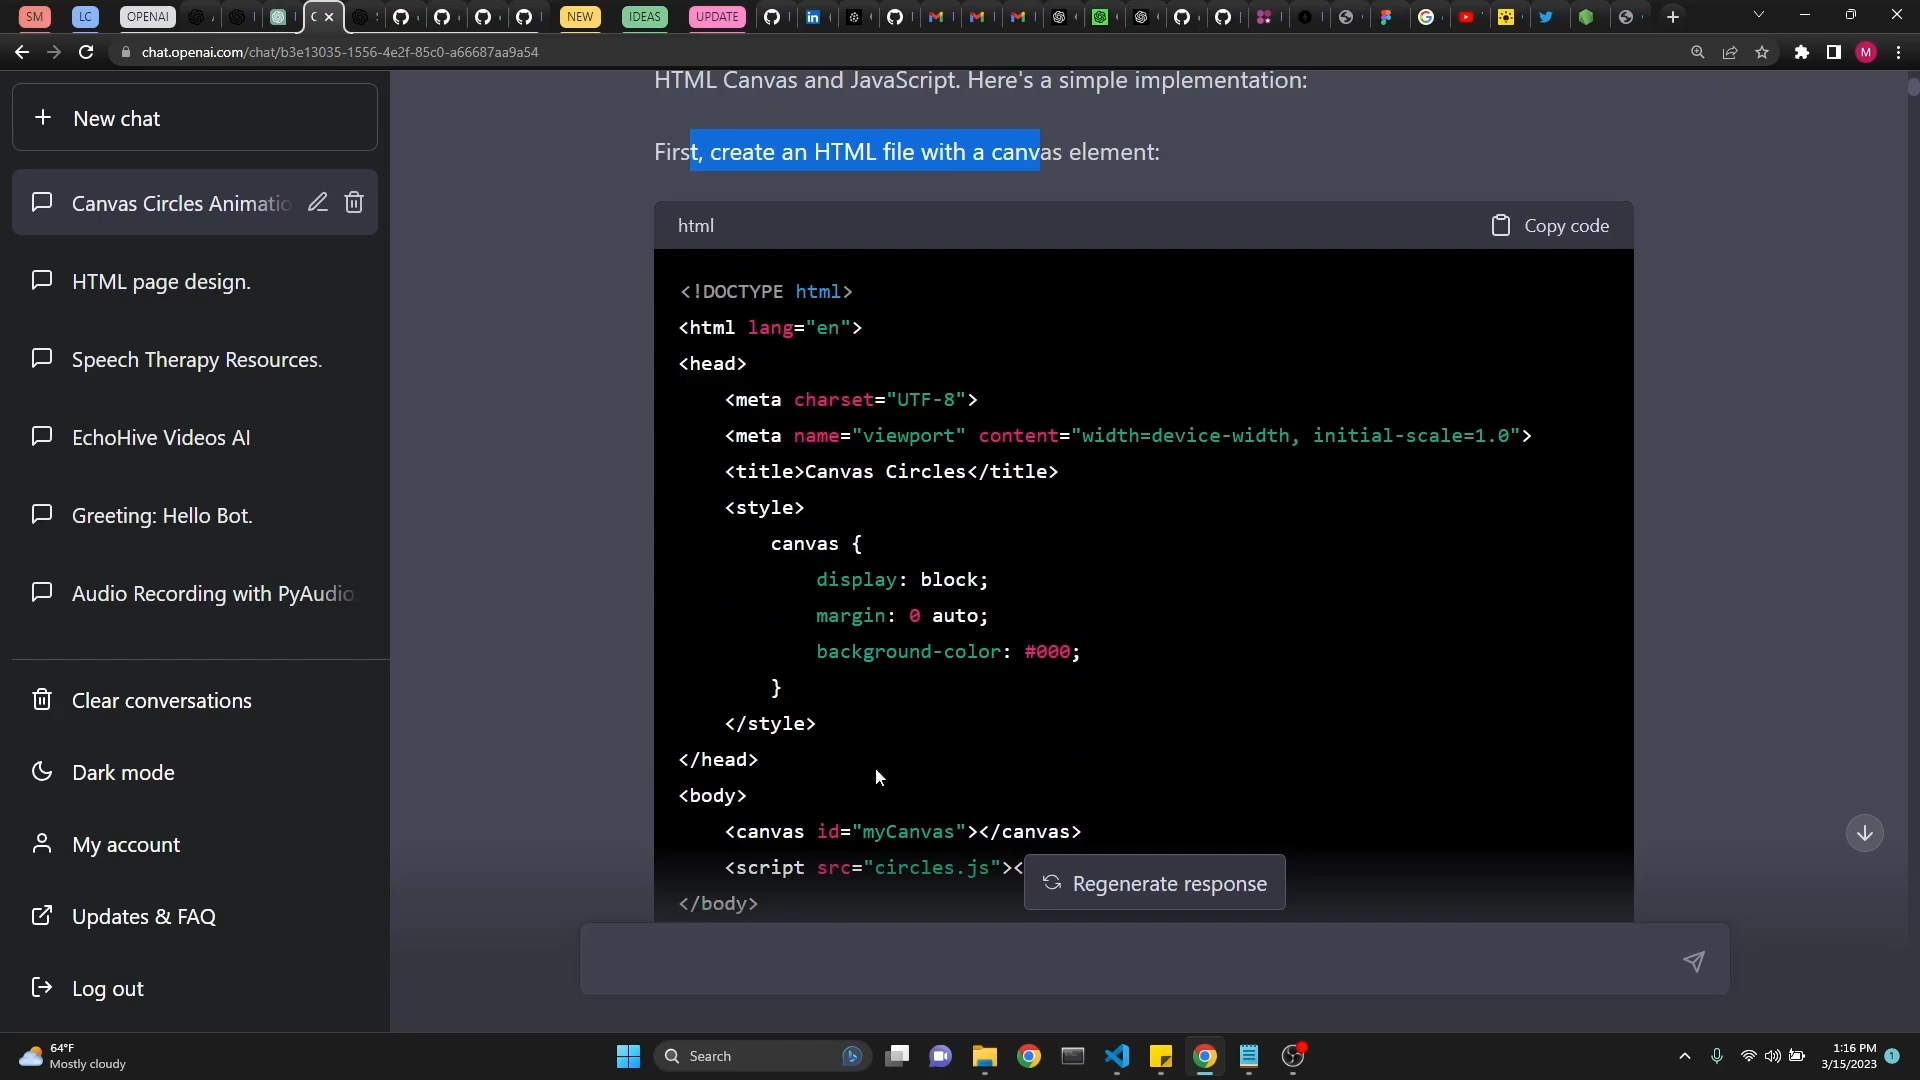 SM
LC
OPENAI
C
NEW
IDEAS
UPDATE
chat.openai.com/chat/b3e13035-1556-4e2f-85c0-a66687aa9a54
M
New chat
Canvas Circles Animatio
HTML page design.
Speech Therapy Resources.
EchoHive Videos AI
Greeting: Hello Bot.
Audio Recording with PyAudio.
Clear conversations
Dark mode
My account
Updates & FAQ
Log out
HTML Canvas and JavaScript. Here's a simple implementation:
First, create an HTML file with a canvas element:
html
Copy code
<!DOCTYPE html>
<html lang="en">
<head>
<meta charset="UTF-8">
<meta name="viewport" content="width=device-width, initial-scale=1.0">
<title>Canvas Circles</title>
<style>
canvas {
display: block;
margin: 0 auto;
background-color: #000;
}
</style>
</head>
<body>
<canvas id="myCanvas"></canvas>
<script src="circles.js"><
</body>
Regenerate response
64°F
Mostly cloudy
Search
1:16 PM
3/15/2023
1